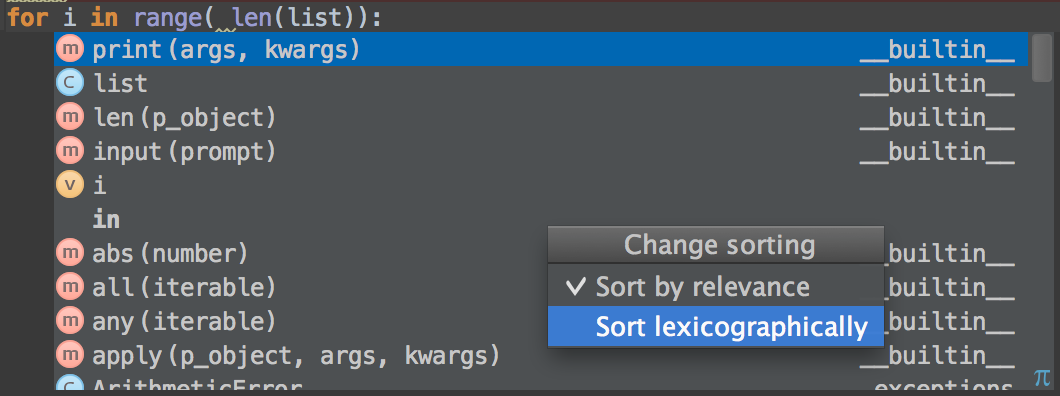 for i in range( len(list)):
m print(args, kwargs) __builtin__
C list __builtin__
m len(p_object) __builtin__
m input(prompt) __builtin__
v i
in
m abs(number) __builtin__
m all(iterable) __builtin__
m any(iterable) __builtin__
m apply(p_object, args, kwargs) __builtin__
C ArithmeticError exceptions
π
Change sorting
✓ Sort by relevance
Sort lexicographically